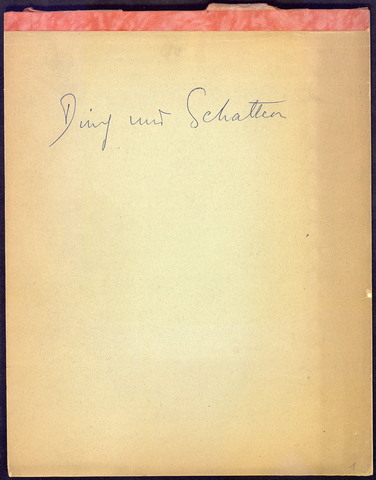 Ding und Schatten